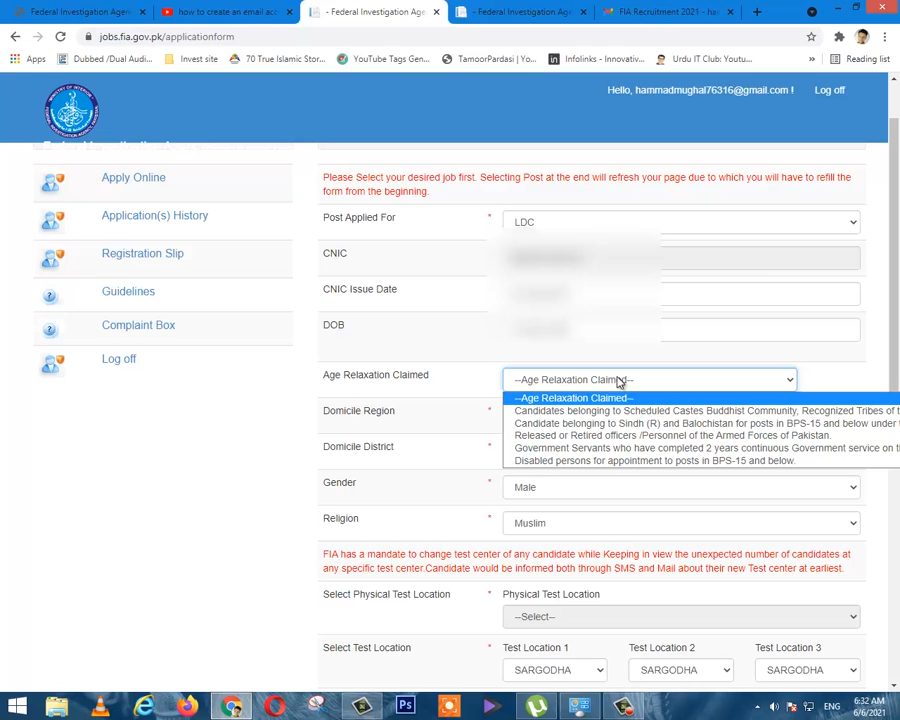 - Federal Investigation Agen
how to create an email acc
- Federal Investigation Age
- Federal Investigation Agen
FIA Recruitment 2021 - ham
jobs.fia.gov.pk/applicationform
Apps
Dubbed /Dual Audi...
Invest site
70 True Islamic Stor...
YouTube Tags Gen...
TamoorPardasi | Yo...
Infolinks - Innovativ...
Urdu IT Club: Youtu...
»
Reading list
Hello, hammadmughal76316@gmail.com !
Log off
Apply Online
Application(s) History
Registration Slip
Guidelines
Complaint Box
Log off
Please Select your desired job first. Selecting Post at the end will refresh your page due to which you will have to refill the
form from the beginning.
Post Applied For * LDC
CNIC
CNIC Issue Date
DOB
Age Relaxation Claimed --Age Relaxation Claimed--
--Age Relaxation Claimed--
Candidates belonging to Scheduled Castes Buddhist Community, Recognized Tribes of t
Candidate belonging to Sindh (R) and Balochistan for posts in BPS-15 and below under
Released or Retired officers /Personnel of the Armed Forces of Pakistan.
Government Servants who have completed 2 years continuous Government service on t
Disabled persons for appointment to posts in BPS-15 and below.
Domicile Region *
Domicile District *
Gender * Male
Religion * Muslim
FIA has a mandate to change test center of any candidate while Keeping in view the unexpected number of candidates at
any specific test center.Candidate would be informed both through SMS and Mail about their new Test center at earliest.
Select Physical Test Location * Physical Test Location
--Select--
Select Test Location * Test Location 1 Test Location 2 Test Location 3
SARGODHA SARGODHA SARGODHA
Ps
ENG
6:32 AM
6/6/2021